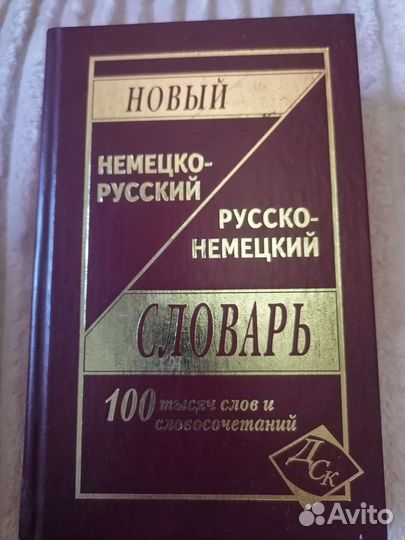 НОВЫЙ
НЕМЕЦКО-
РУССКИЙ
РУССКО-
НЕМЕЦКИЙ
СЛОВАРЬ
100 тысяч слов и
словосочетаний
ДСК
Avito